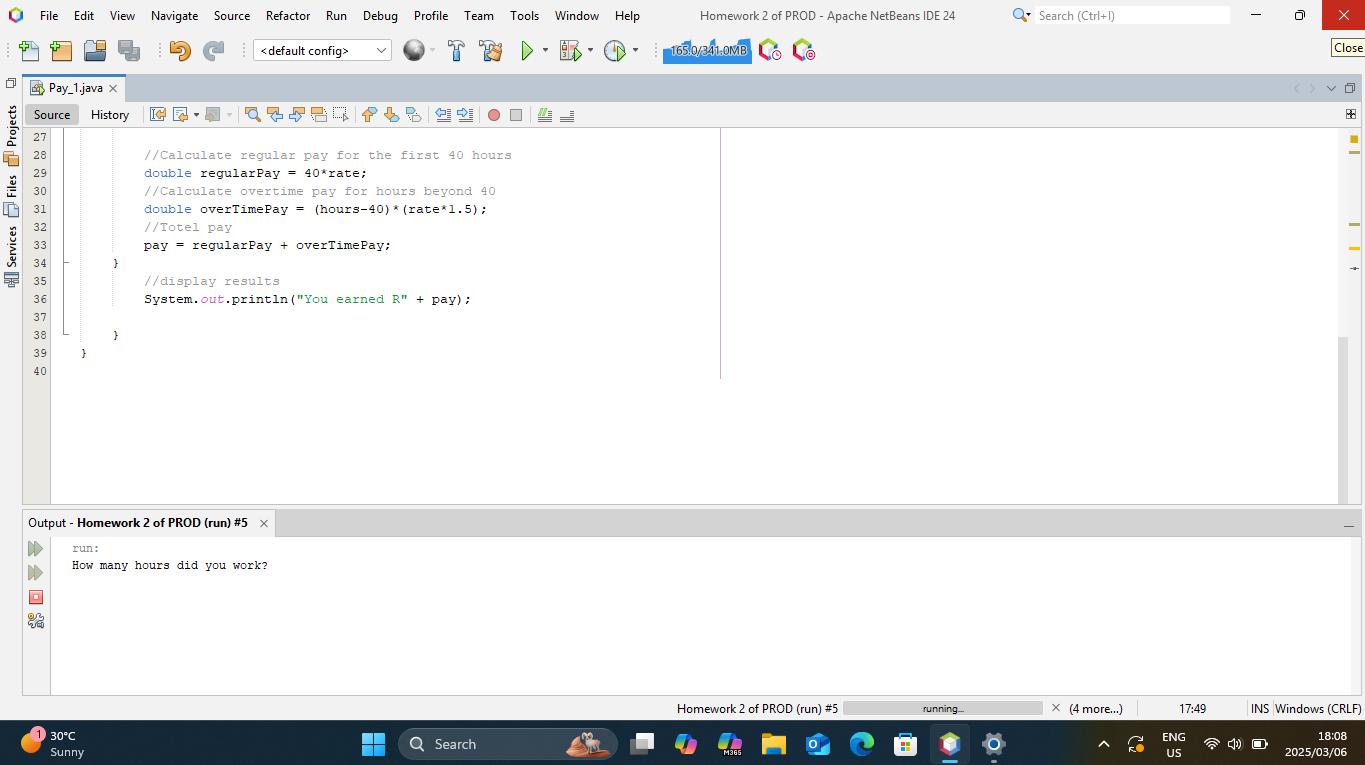 File Edit View Navigate Source Refactor Run Debug Profile Team Tools Window Help Homework 2 of PROD - Apache NetBeans IDE 24 Search (Ctrl+I)
<default config> 165.0/341.0MB Close
Pay_1.java
Source History
Projects
Files
Services
27
28 //Calculate regular pay for the first 40 hours
29 double regularPay = 40*rate;
30 //Calculate overtime pay for hours beyond 40
31 double overTimePay = (hours-40)*(rate*1.5);
32 //Totel pay
33 pay = regularPay + overTimePay;
34 }
35 //display results
36 System.out.println("You earned R" + pay);
37
38 }
39 }
40
Output - Homework 2 of PROD (run) #5
run:
How many hours did you work?
Homework 2 of PROD (run) #5 running... (4 more...) 17:49 INS Windows (CRLF)
1 30°C
Sunny
Search
M365
ENG
US
18:08
2025/03/06